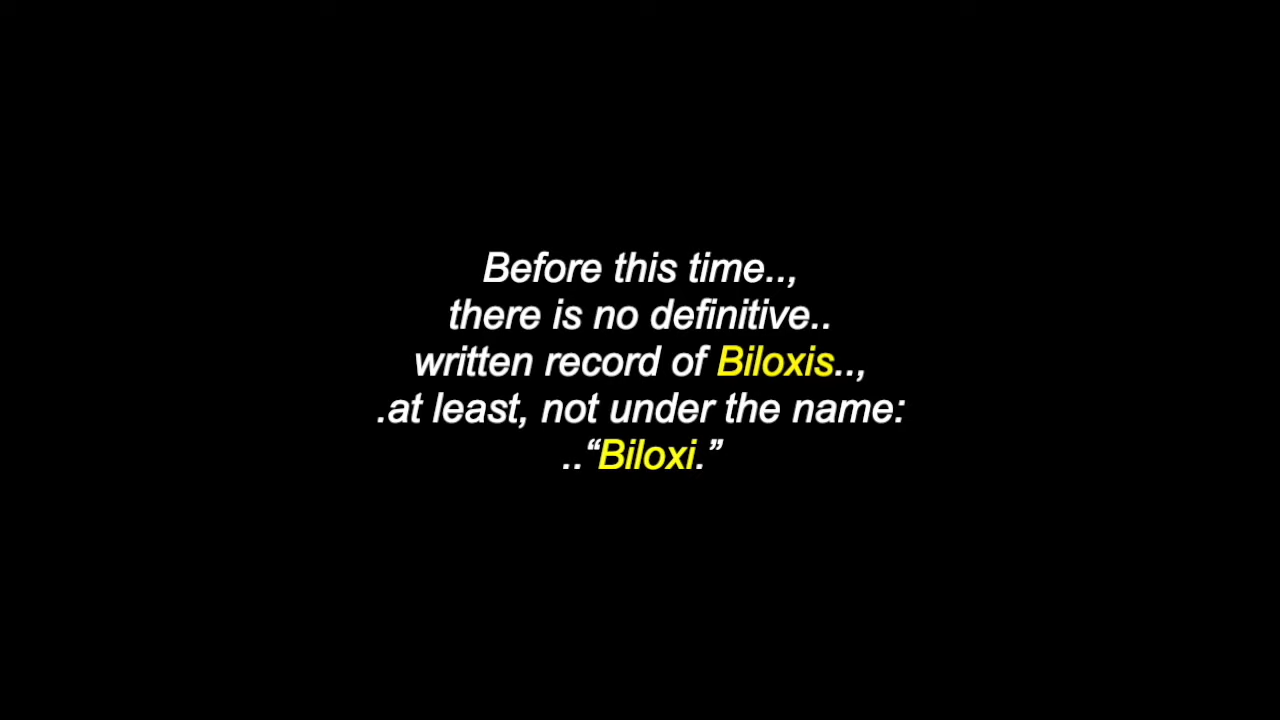 Before this time..,
there is no definitive..
written record of Biloxis..,
.at least, not under the name:
..“Biloxi.”